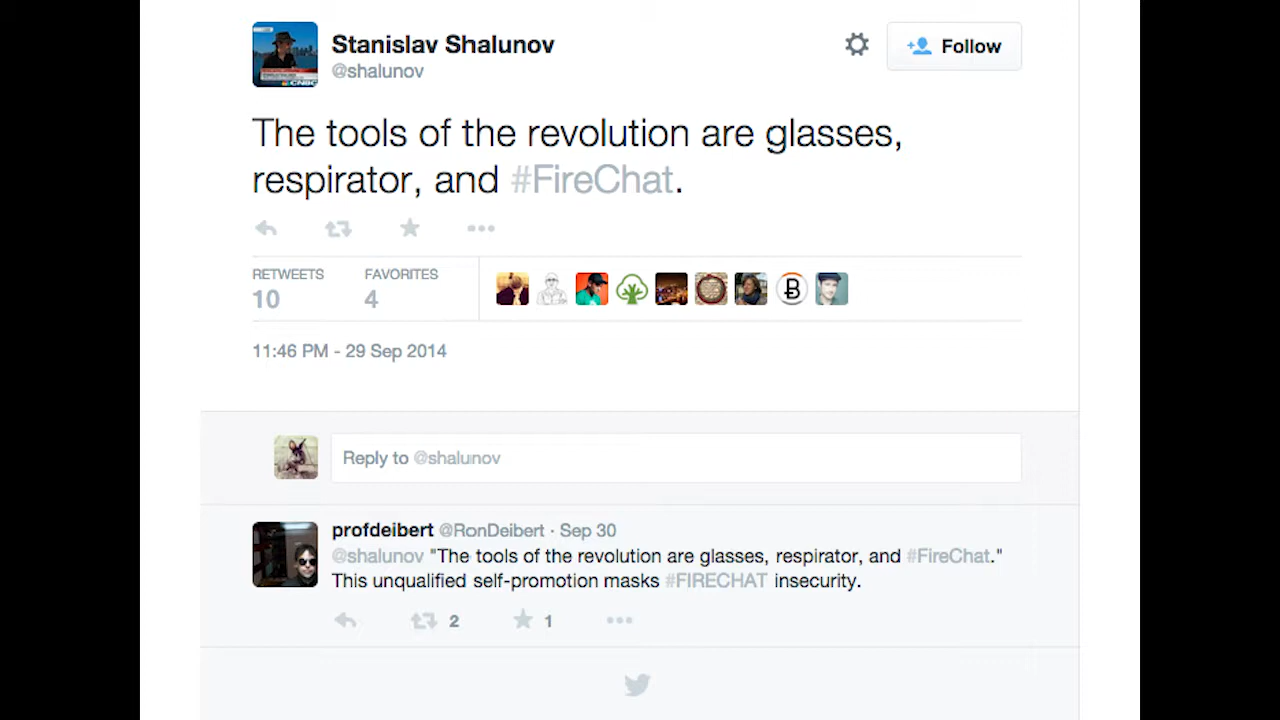 Stanislav Shalunov
@shalunov
Follow
The tools of the revolution are glasses,
respirator, and #FireChat.
RETWEETS FAVORITES
10 4
11:46 PM - 29 Sep 2014
Reply to @shalunov
profdeibert @RonDeibert · Sep 30
@shalunov "The tools of the revolution are glasses, respirator, and #FireChat."
This unqualified self-promotion masks #FIRECHAT insecurity.
2 1